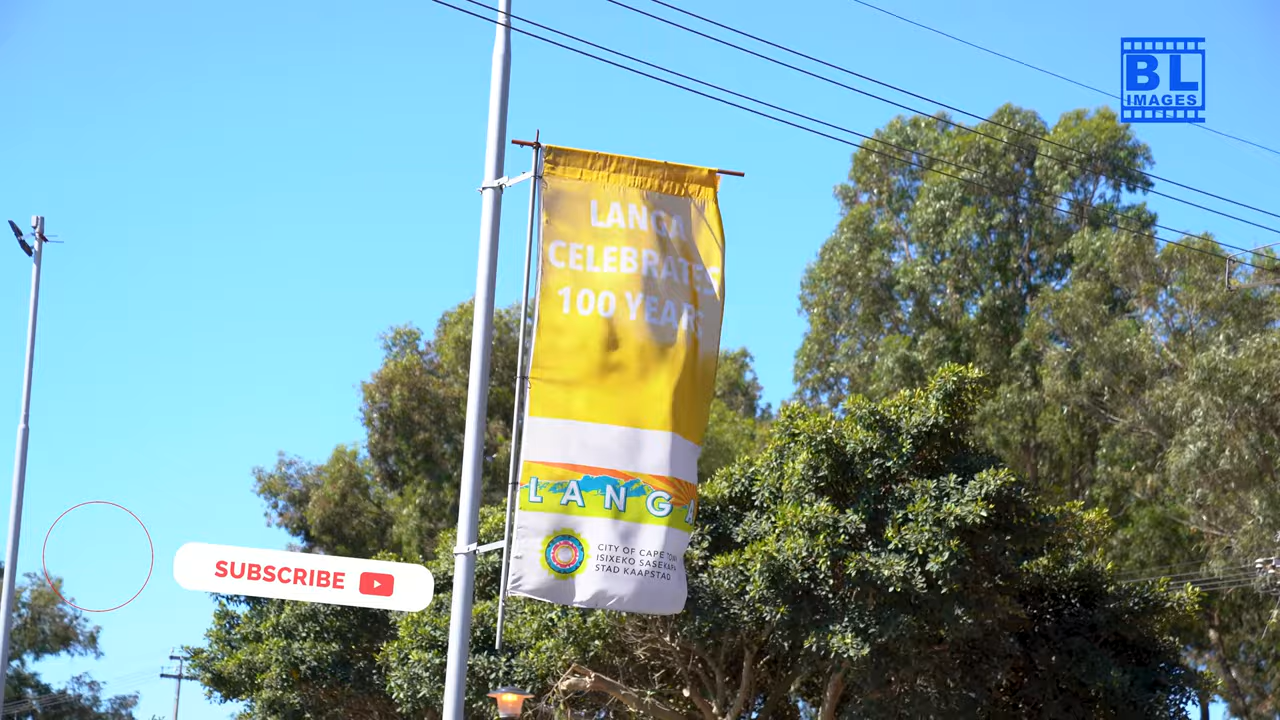 BL
IMAGES
LANGA
CELEBRATES
100 YEARS
LANGA
CITY OF CAPE TOWN
ISIXEKO SASEKAPA
STAD KAAPSTAD
SUBSCRIBE